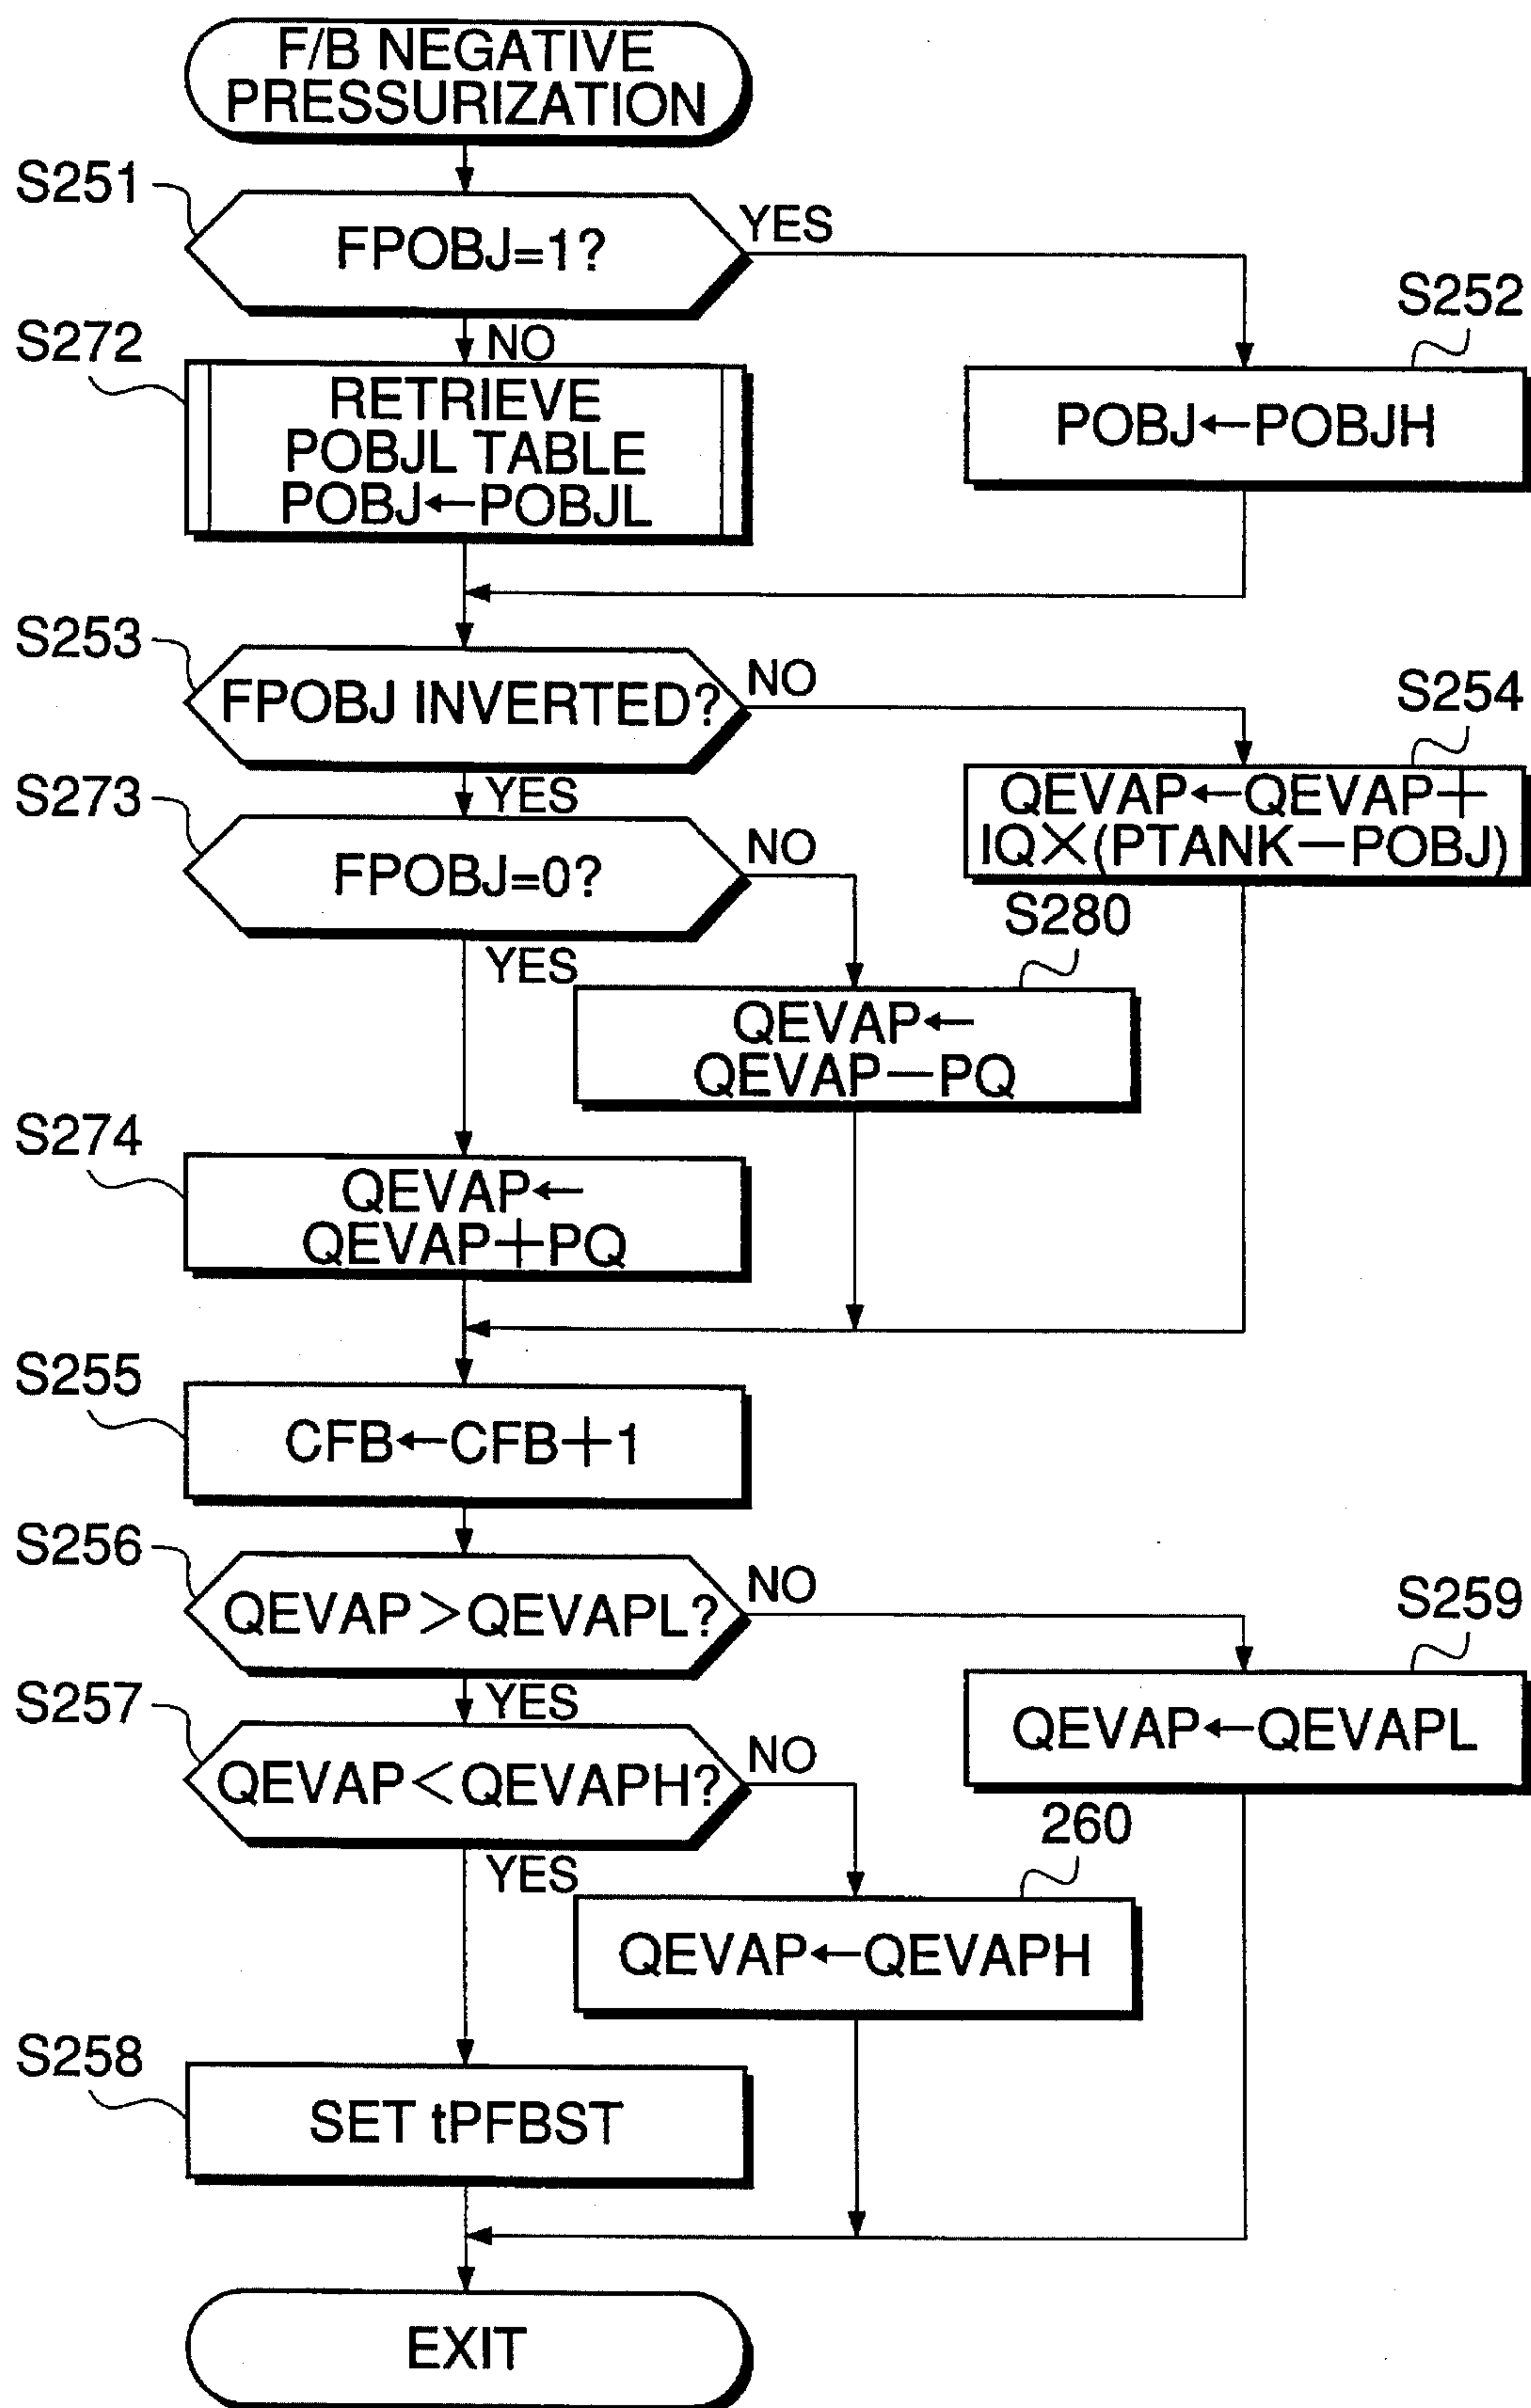 F/B NEGATIVE
PRESSURIZATION
S251
FPOBJ=1?
YES
NO
S252
POBJ←POBJH
S272
RETRIEVE
POBJL TABLE
POBJ←POBJL
S253
FPOBJ INVERTED?
NO
YES
S254
QEVAP←QEVAP+
IQ×(PTANK−POBJ)
S273
FPOBJ=0?
NO
YES
S280
QEVAP←
QEVAP−PQ
S274
QEVAP←
QEVAP+PQ
S255
CFB←CFB+1
S256
QEVAP>QEVAPL?
NO
YES
S259
QEVAP←QEVAPL
S257
QEVAP<QEVAPH?
NO
YES
260
QEVAP←QEVAPH
S258
SET tPFBST
EXIT